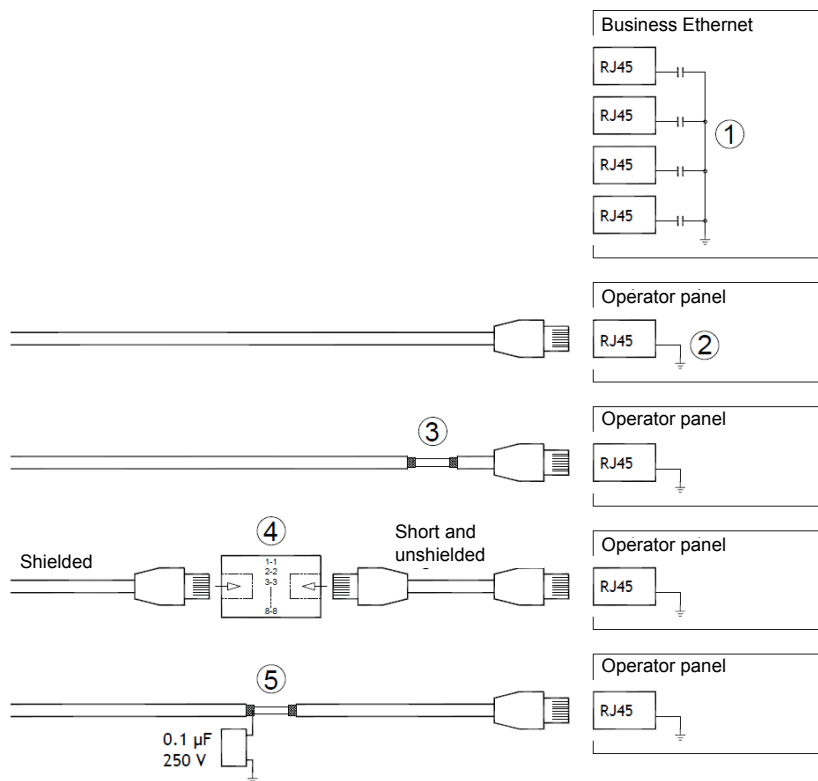 Business Ethernet
RJ45
RJ45
1
RJ45
RJ45
Operator panel
RJ45
2
Operator panel
3
RJ45
Operator panel
4
Shielded
1-1
2-2
3-3
8-8
Short and
unshielded
RJ45
Operator panel
5
RJ45
0.1 µF
250 V